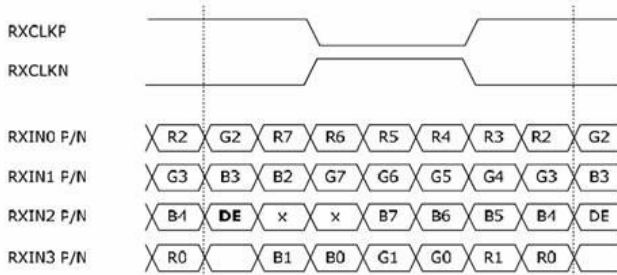 RXCLKP
RXCLKN
RXIN0 P/N R2 G2 R7 R6 R5 R4 R3 R2 G2
RXIN1 P/N G3 B3 B2 G7 G6 G5 G4 G3 B3
RXIN2 P/N B4 DE x x B7 B6 B5 B4 DE
RXIN3 P/N R0 B1 B0 G1 G0 R1 R0